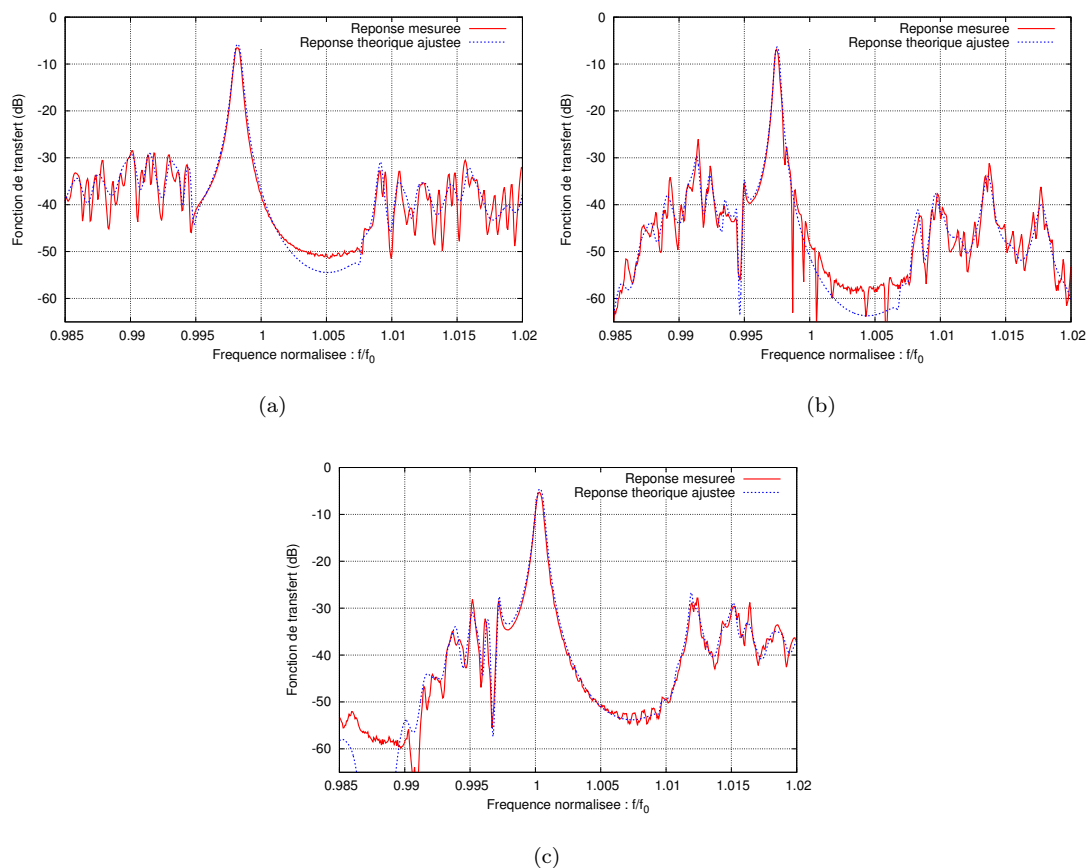 0
-10
-20
-30
-40
-50
-60
0.985 0.99 0.995 1 1.005 1.01 1.015 1.02
Fonction de transfert (dB)
Frequence normalisee : f/f0
Reponse mesuree
Reponse theorique ajustee
(a)
0
-10
-20
-30
-40
-50
-60
0.985 0.99 0.995 1 1.005 1.01 1.015 1.02
Fonction de transfert (dB)
Frequence normalisee : f/f0
Reponse mesuree
Reponse theorique ajustee
(b)
0
-10
-20
-30
-40
-50
-60
0.985 0.99 0.995 1 1.005 1.01 1.015 1.02
Fonction de transfert (dB)
Frequence normalisee : f/f0
Reponse mesuree
Reponse theorique ajustee
(c)